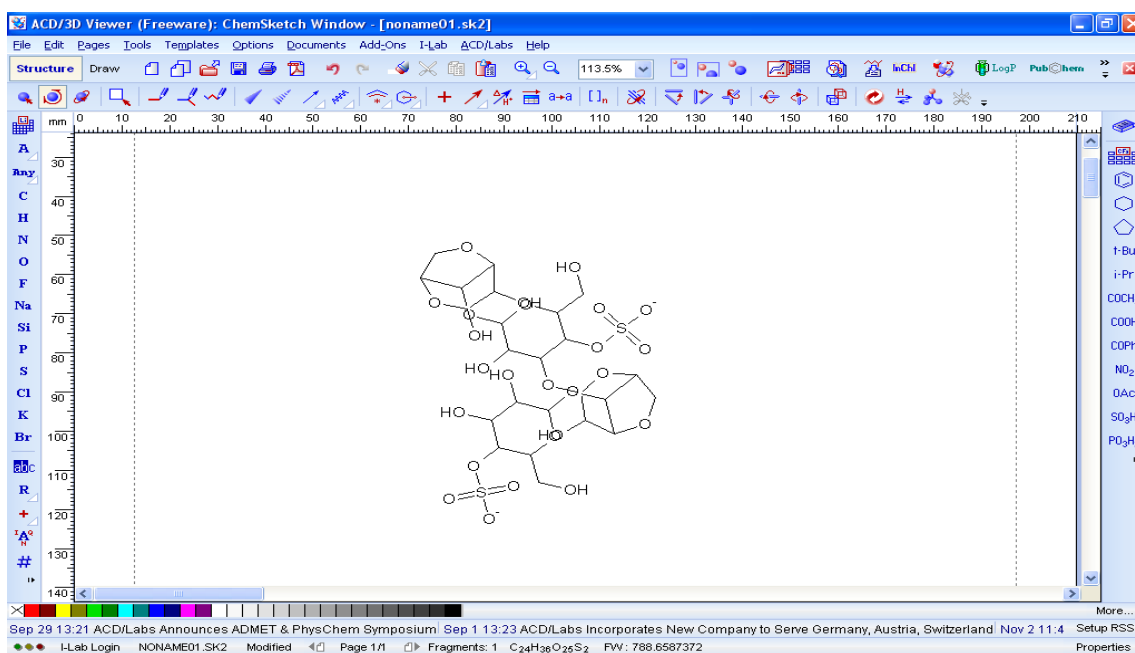 ACD/3D Viewer (Freeware): ChemSketch Window - [noname01.sk2]
File Edit Pages Tools Templates Options Documents Add-Ons I-Lab ACD/Labs Help
Structure Draw 113.5% InChI LogP PubChem
a→a []n
mm 0 10 20 30 40 50 60 70 80 90 100 110 120 130 140 150 160 170 180 190 200 210
A
Any
C
H
N
O
F
Na
Si
P
S
Cl
K
Br
abc
R
+
#
30
40
50
60
70
80
90
100
110
120
130
140
O
HO
O
O
OH
O
O-
O
S
OH
O
O
HO
HO
O
O
O
HO
O
HO
O
O
S
O
OH
O
O-
t-Bu
i-Pr
COCH
COOH
COPh
NO2
OAc
SO3H
PO3H
More...
Sep 29 13:21 ACD/Labs Announces ADMET & PhysChem Symposium Sep 1 13:23 ACD/Labs Incorporates New Company to Serve Germany, Austria, Switzerland Nov 2 11:4 Setup RSS
I-Lab Login NONAME01.SK2 Modified Page 1/1 Fragments: 1 C24H36O25S2 FW: 788.6587372 Properties